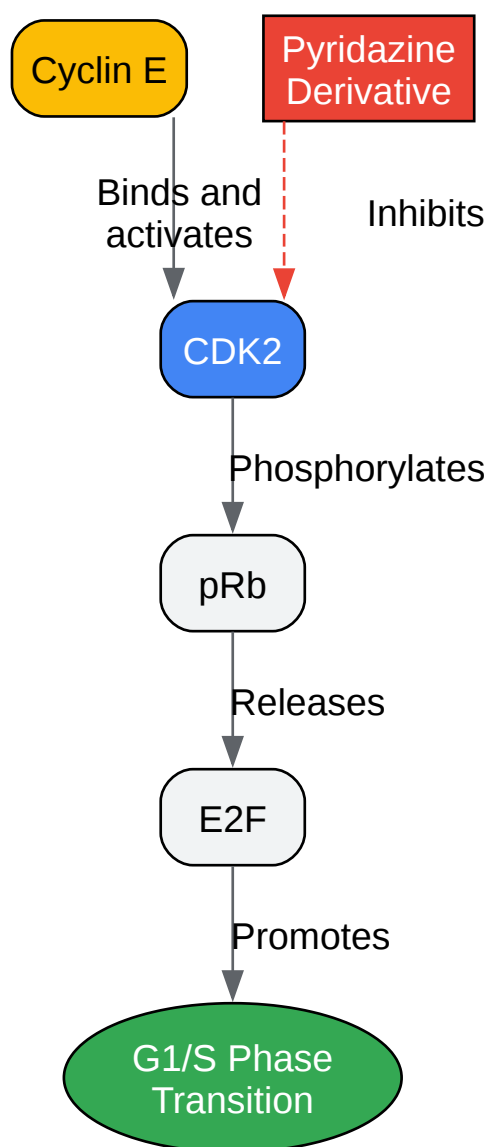 Cyclin E
Pyridazine
Derivative
Binds and
activates
Inhibits
CDK2
Phosphorylates
pRb
Releases
E2F
Promotes
G1/S Phase
Transition